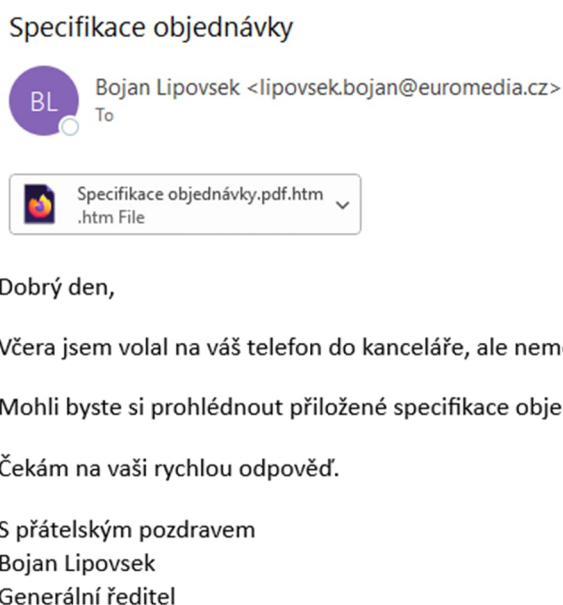 Specifikace objednávky
BL
Bojan Lipovsek <lipovsek.bojan@euromedia.cz>
To
Specifikace objednávky.pdf.htm
.htm File
Dobrý den,
Včera jsem volal na váš telefon do kanceláře, ale
Mohli byste si prohlédnout přiložené specifikace
Čekám na vaši rychlou odpověď.
S přátelským pozdravem
Bojan Lipovsek
Generální ředitel